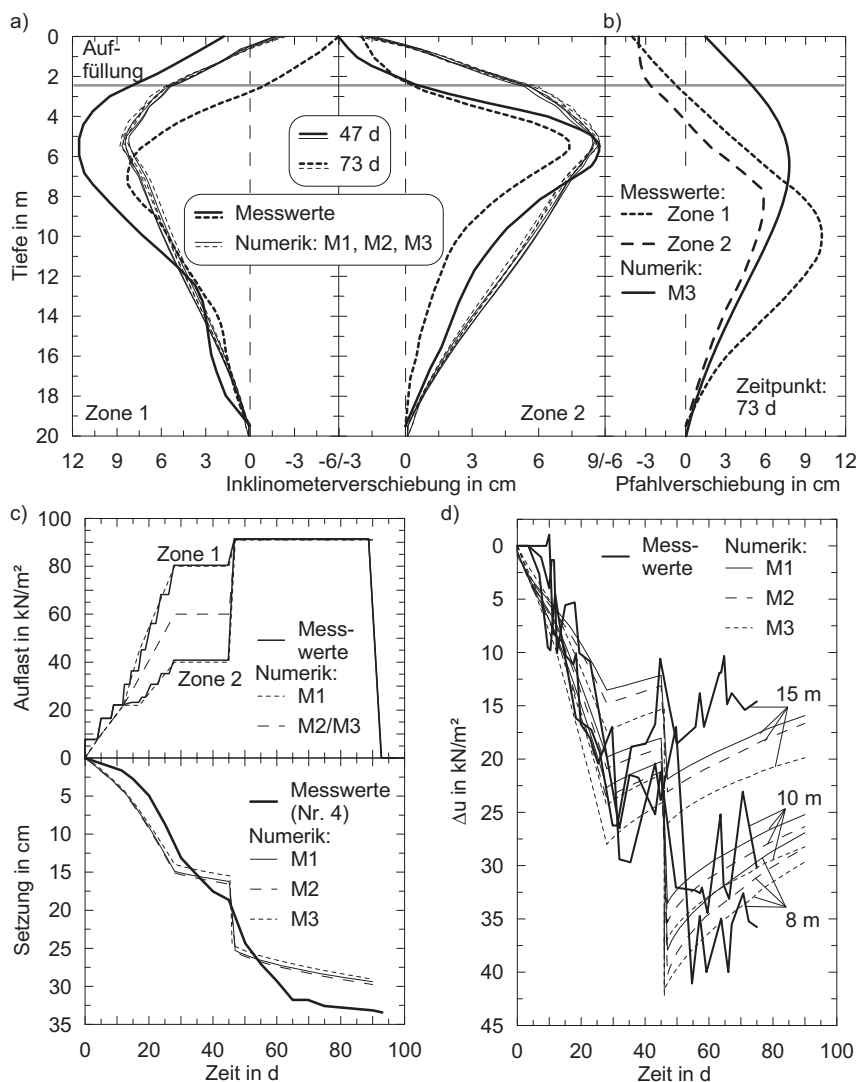 a)
b)
0
2
4
6
8
10
12
14
16
18
20
Tiefe in m
Auf-
füllung
47 d
73 d
Messwerte
Numerik: M1, M2, M3
Zone 1
Zone 2
12 9 6 3 0 -3 -6/-3 0 3 6 9/-6 -3 0 3 6 9 12
Inklinometerverschiebung in cm
Pfahlverschiebung in cm
Messwerte:
Zone 1
Zone 2
Numerik:
M3
Zeitpunkt:
73 d
c)
100
80
60
40
20
0
Auflast in kN/m²
Zone 1
Zone 2
Mess-
werte
Numerik:
M1
M2/M3
5
10
15
20
25
30
35
Setzung in cm
Messwerte
(Nr. 4)
Numerik:
M1
M2
M3
0 20 40 60 80 100
Zeit in d
d)
0
5
10
15
20
25
30
35
40
45
Δu in kN/m²
Mess-
werte
Numerik:
M1
M2
M3
15 m
10 m
8 m
0 20 40 60 80 100
Zeit in d